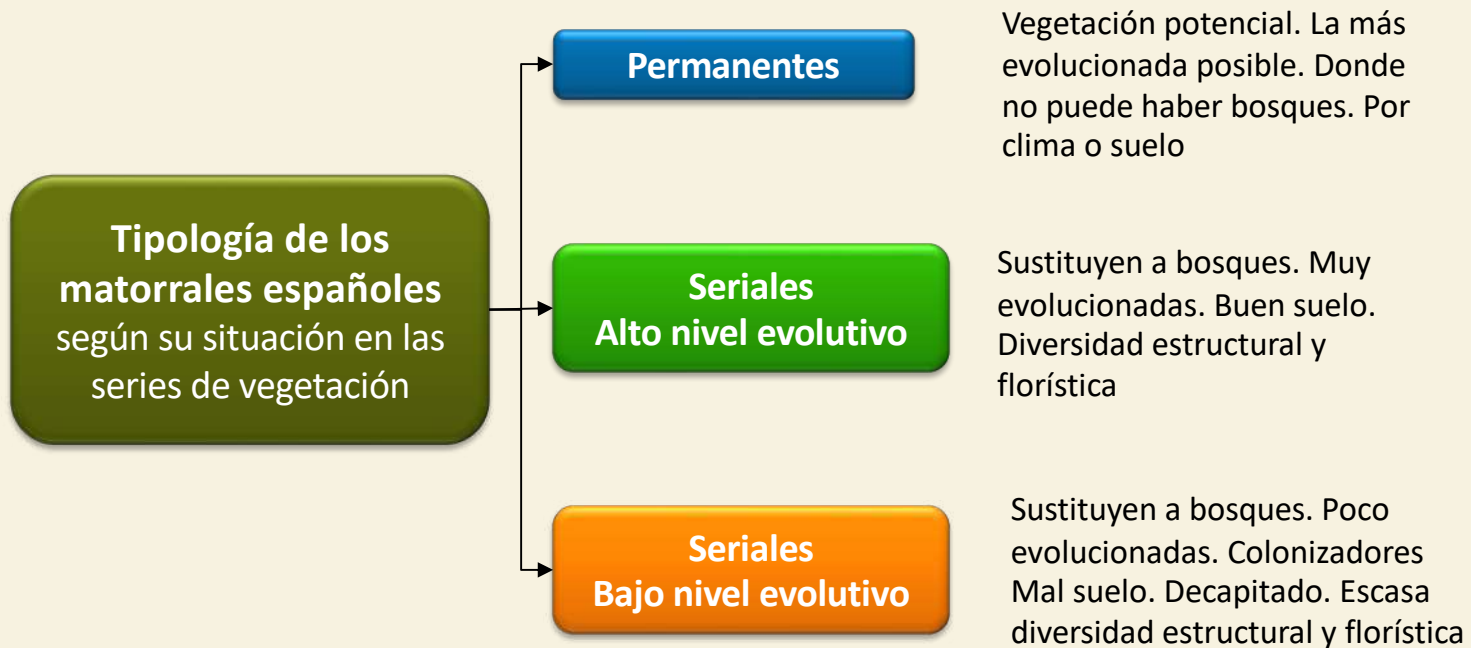 Tipología de los
matorrales españoles
según su situación en las
series de vegetación
Permanentes
Vegetación potencial. La más
evolucionada posible. Donde
no puede haber bosques. Por
clima o suelo
Seriales
Alto nivel evolutivo
Sustituyen a bosques. Muy
evolucionadas. Buen suelo.
Diversidad estructural y
florística
Seriales
Bajo nivel evolutivo
Sustituyen a bosques. Poco
evolucionadas. Colonizadores
Mal suelo. Decapitado. Escasa
diversidad estructural y florística